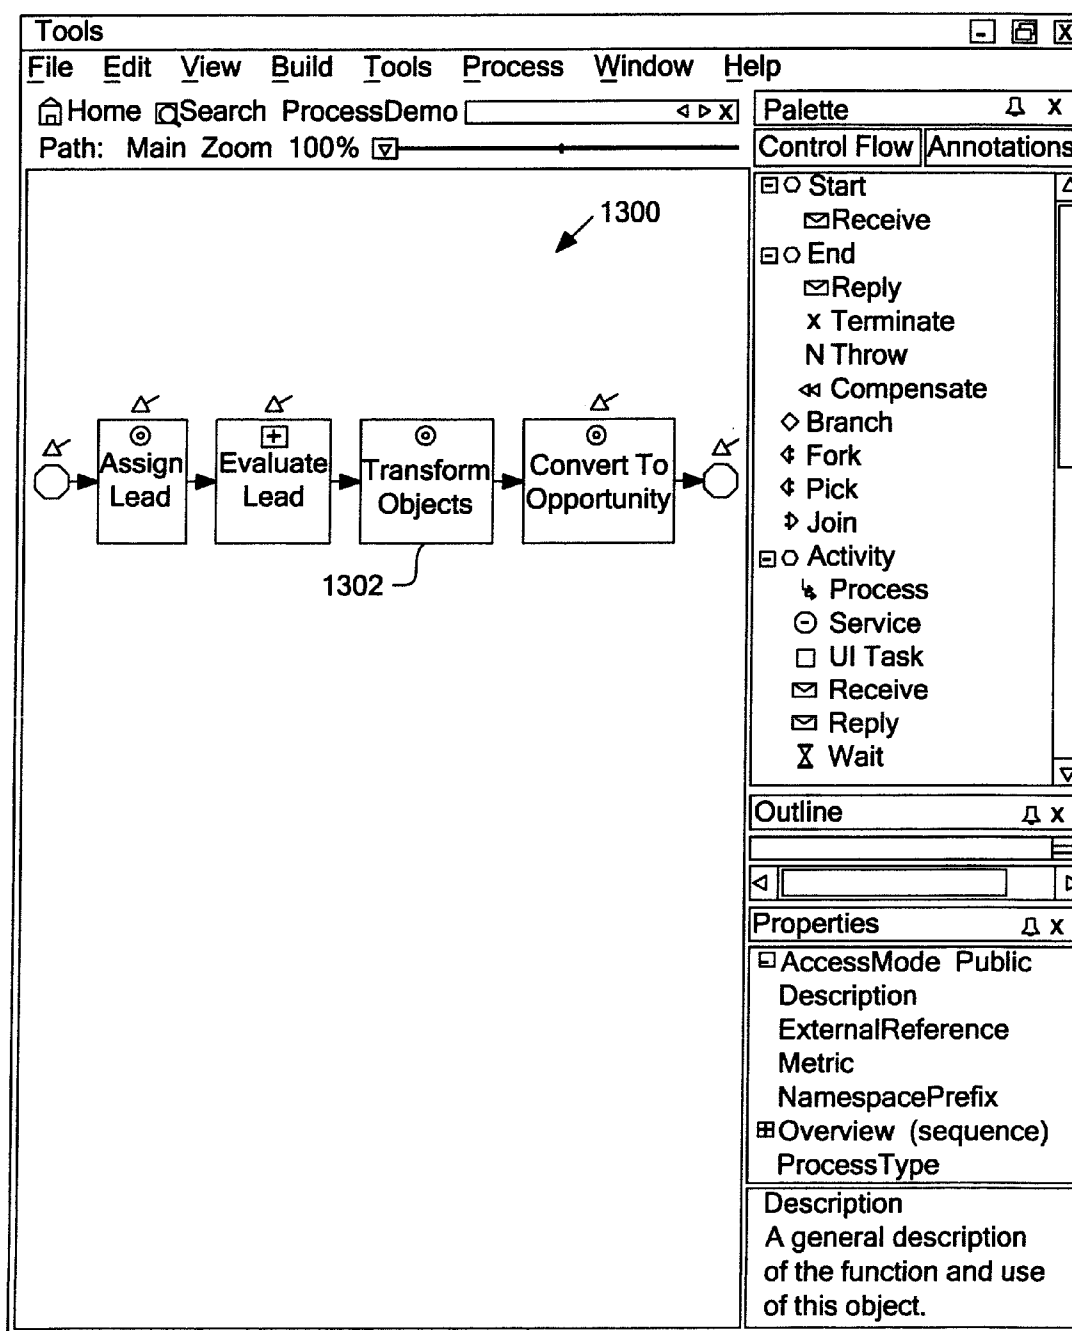 Tools
File Edit View Build Tools Process Window Help
Home Search ProcessDemo
Path: Main Zoom 100%
1300
Assign
Lead
Evaluate
Lead
Transform
Objects
Convert To
Opportunity
1302
Palette X
Control Flow Annotations
Start
Receive
End
Reply
X Terminate
N Throw
Compensate
Branch
Fork
Pick
Join
Activity
Process
Service
UI Task
Receive
Reply
Wait
Outline X
Properties X
AccessMode Public
Description
ExternalReference
Metric
NamespacePrefix
Overview (sequence)
ProcessType
Description
A general description
of the function and use
of this object.